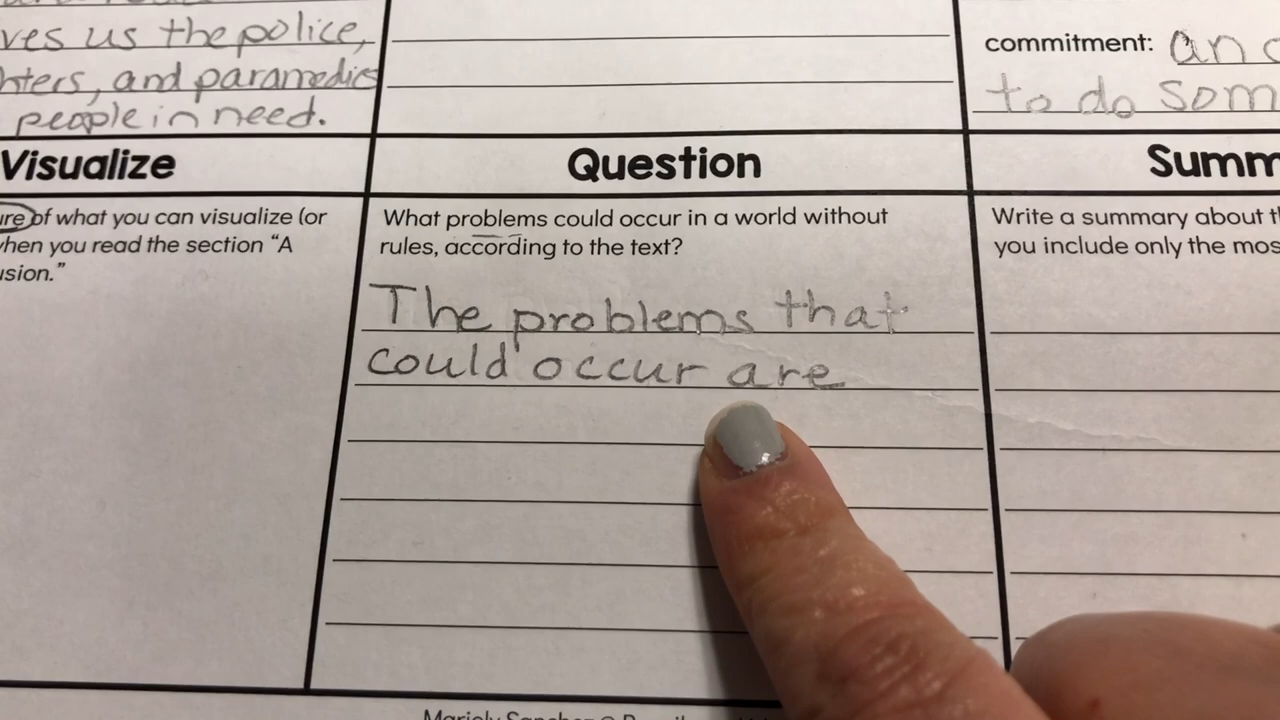 ves us the police,
hters, and paramedics
people in need.
commitment: an
to do som
Visualize
Question
Summ
ure of what you can visualize (or
when you read the section "A
usion."
What problems could occur in a world without
rules, according to the text?
The problems that
could occur are
Write a summary about t
you include only the mos